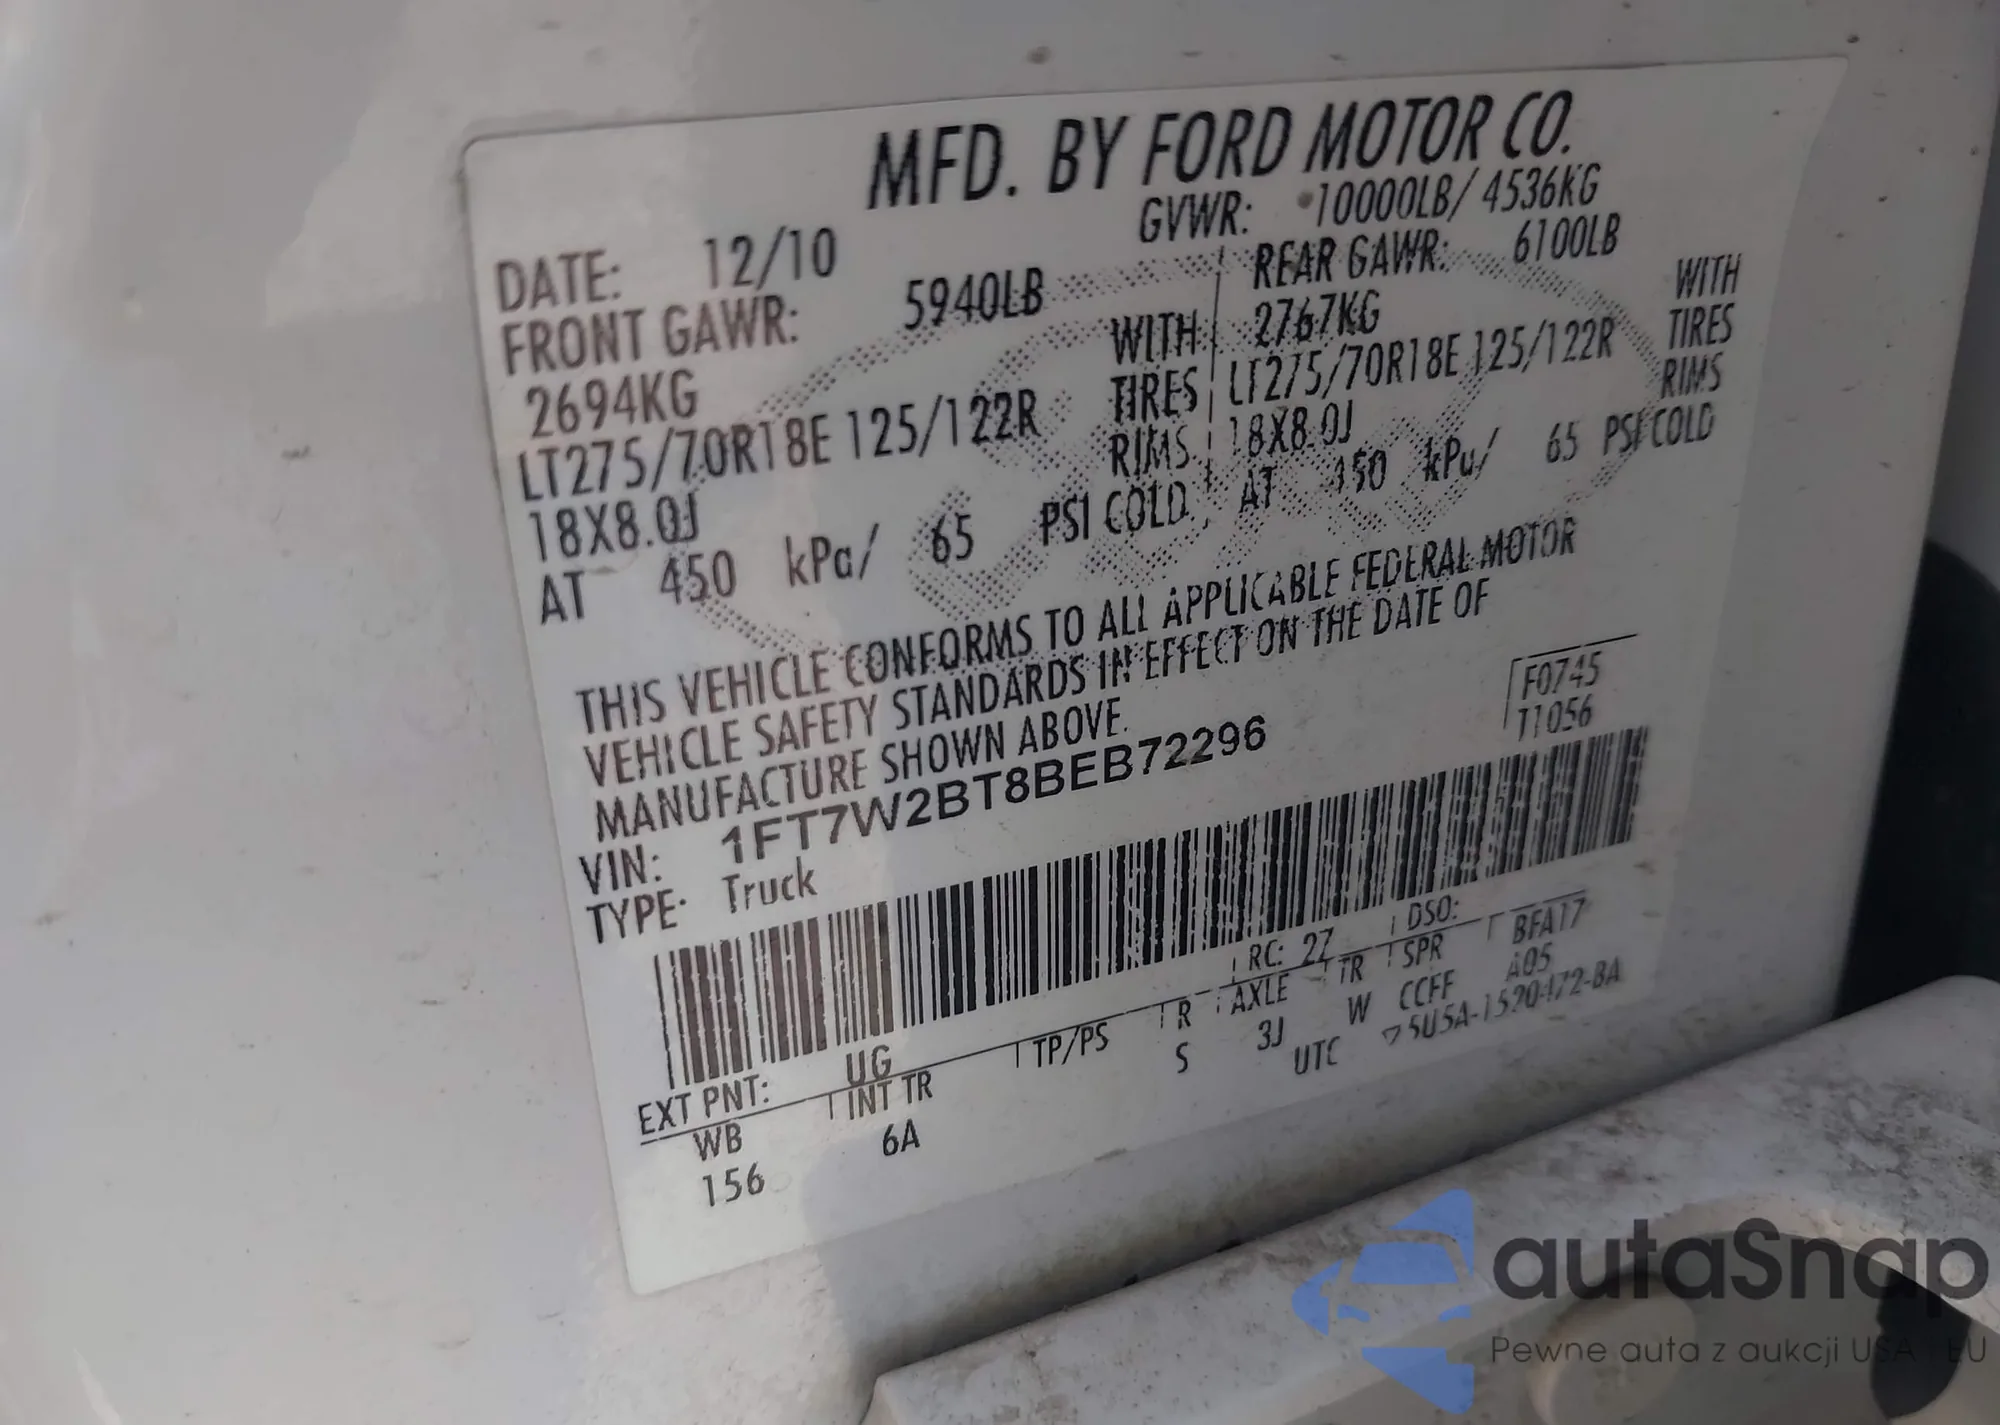 MFD. BY FORD MOTOR CO.
DATE: 12/10 GVWR: 10000LB/ 4536KG
FRONT GAWR: 5940LB REAR GAWR: 6100LB
2694KG WITH 2767KG WITH
LT275/70R18E 125/122R TIRES LT275/70R18E 125/122R TIRES
18X8.0J RIMS 18X8.0J RIMS
AT 450 kPa/ 65 PSI COLD AT 450 kPa/ 65 PSI COLD
THIS VEHICLE CONFORMS TO ALL APPLICABLE FEDERAL MOTOR
VEHICLE SAFETY STANDARDS IN EFFECT ON THE DATE OF
MANUFACTURE SHOWN ABOVE.
VIN: 1FT7W2BT8BEB72296 F0745
TYPE: Truck T1056
EXT PNT: UG RC: 27 DSO:
WB INT TR TP/PS R AXLE TR SPR BFA17
156 6A S 3J W CCFF A05
UTC ▽5U5A-1520472-BA
autaSnap
Pewne auta z aukcji USA EU